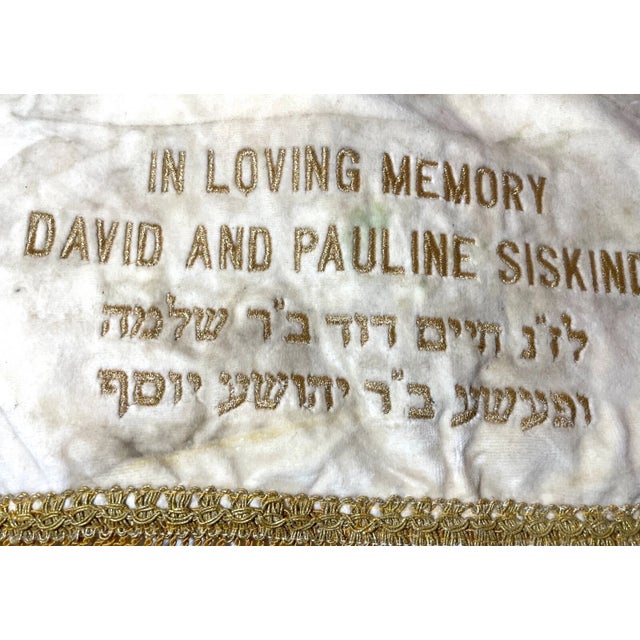 IN LOVING MEMORY
DAVID AND PAULINE SISKIND
לז״נ חיים דוד ב״ר שלמה
ופעשע ב״ר יהושע יוסף